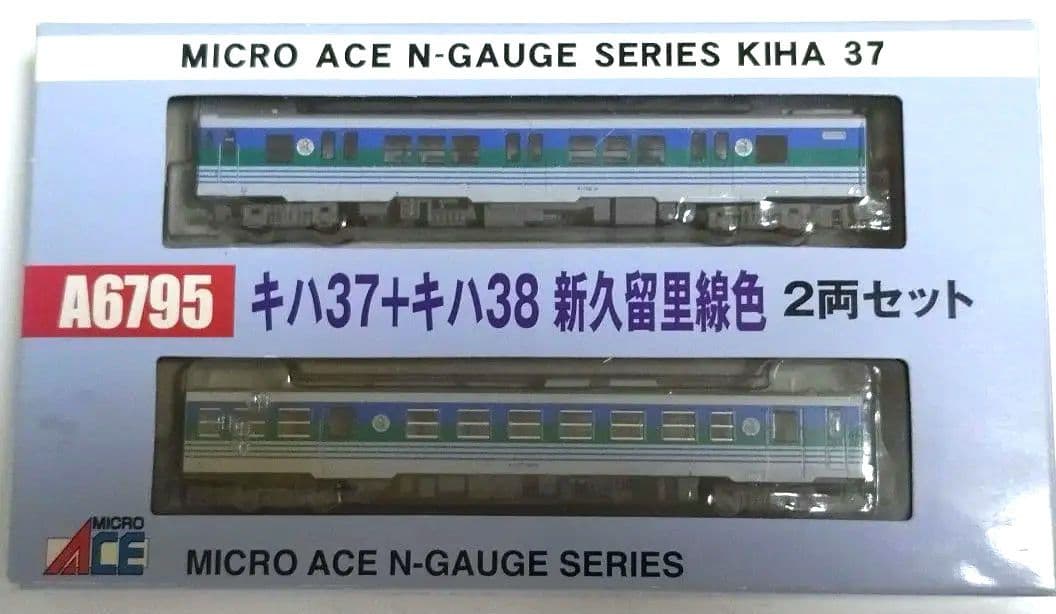 MICRO ACE N-GAUGE SERIES KIHA 37
A6795 キハ37+キハ38 新久留里線色 2両セット
MICRO
ACE
MICRO ACE N-GAUGE SERIES